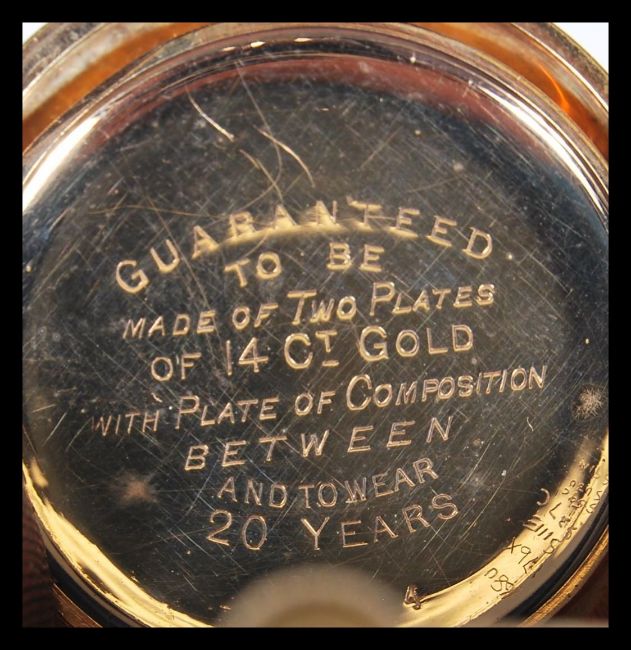 GUARANTEED
TO BE
MADE OF TWO PLATES
OF 14 CT GOLD
WITH PLATE OF COMPOSITION
BETWEEN
AND TO WEAR
20 YEARS
4